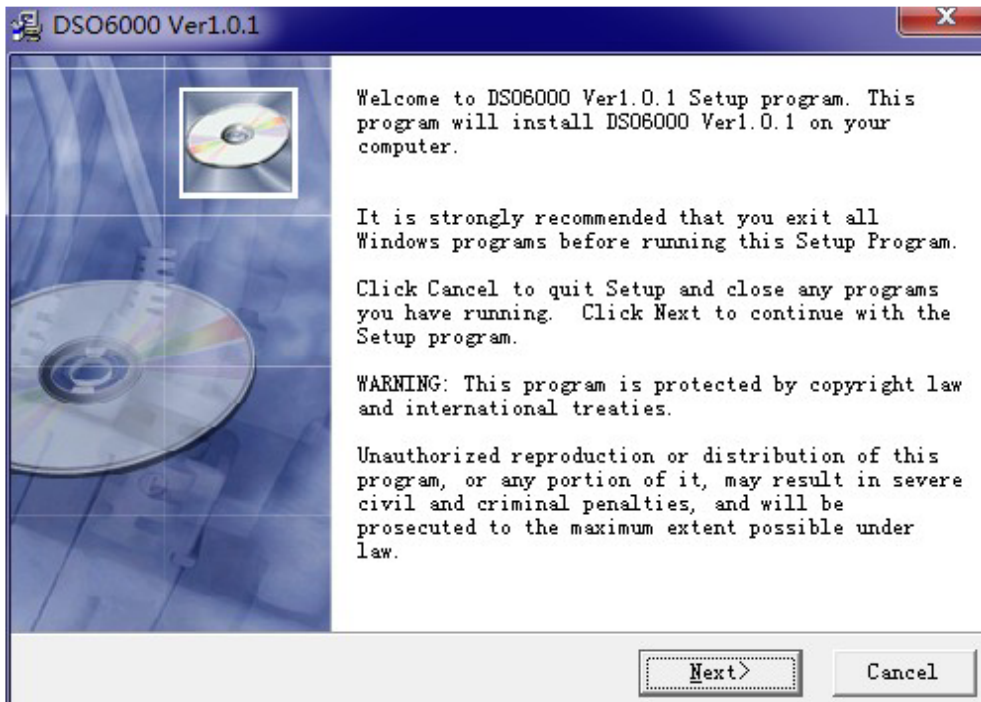 DSO6000 Ver1.0.1
X
Welcome to DSO6000 Ver1.0.1 Setup program. This
program will install DSO6000 Ver1.0.1 on your
computer.
It is strongly recommended that you exit all
Windows programs before running this Setup Program.
Click Cancel to quit Setup and close any programs
you have running.  Click Next to continue with the
Setup program.
WARNING: This program is protected by copyright law
and international treaties.
Unauthorized reproduction or distribution of this
program, or any portion of it, may result in severe
civil and criminal penalties, and will be
prosecuted to the maximum extent possible under
law.
Next>
Cancel